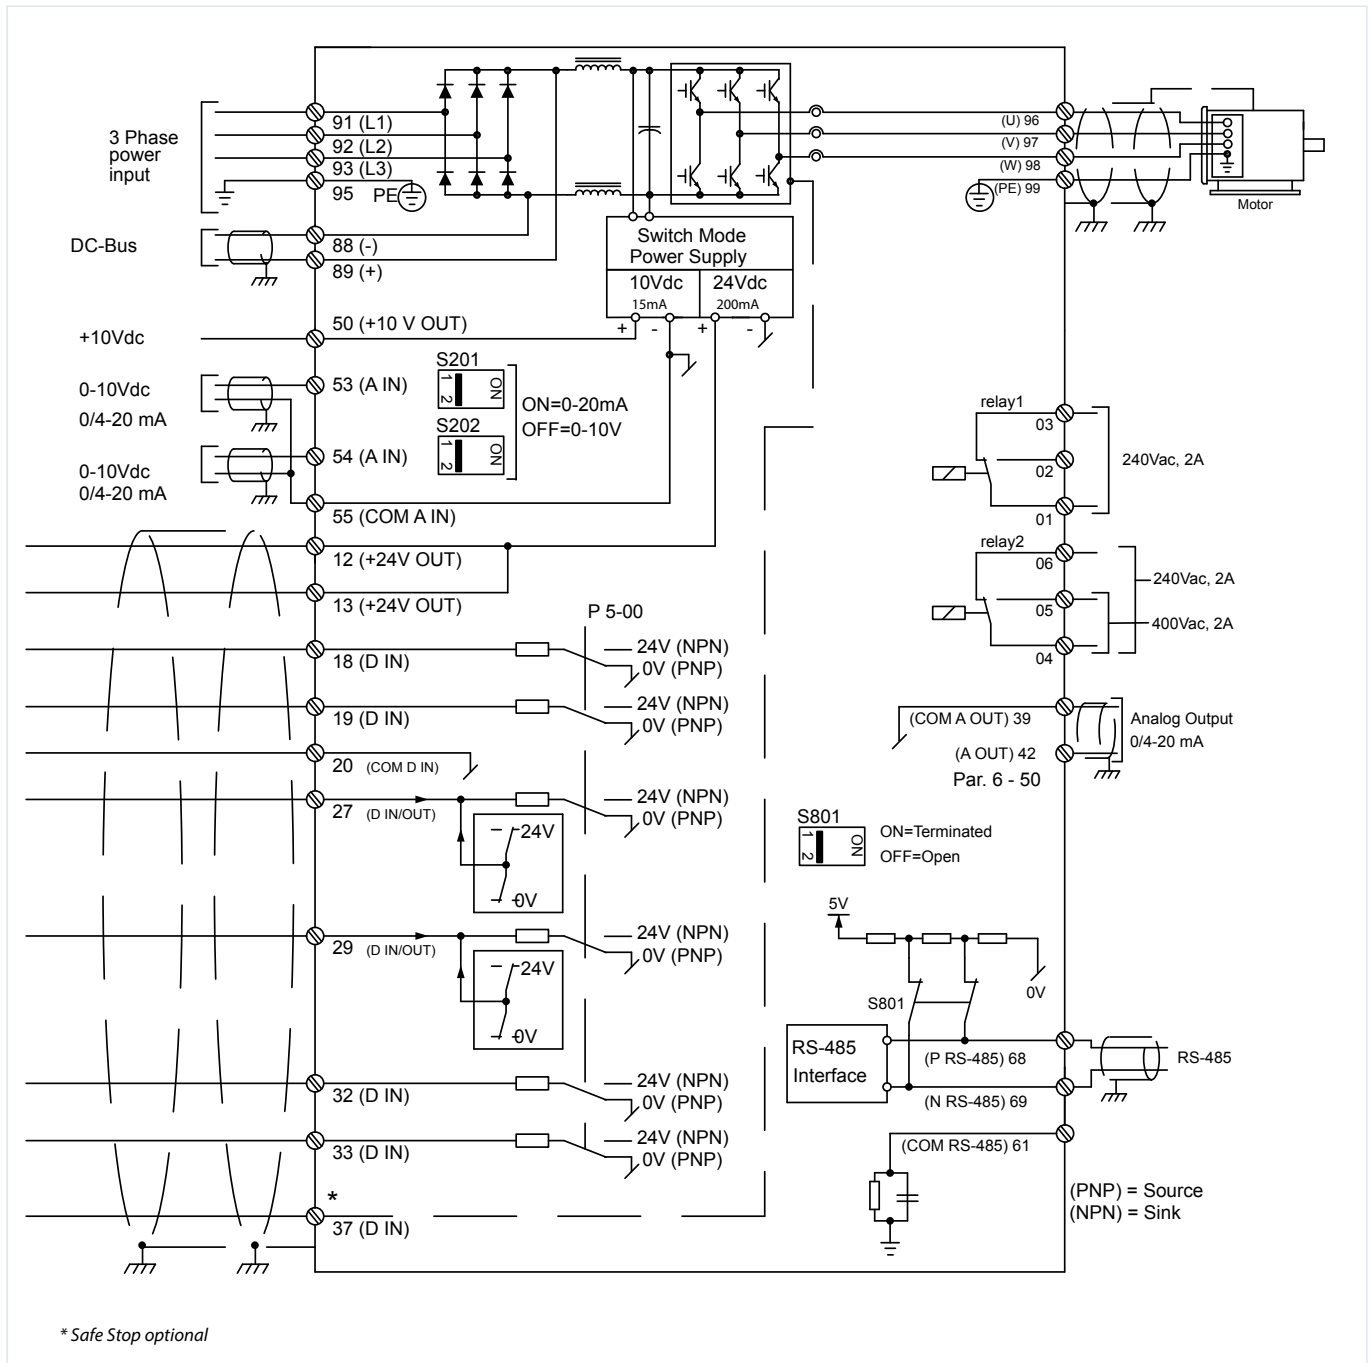 3 Phase
power
input
91 (L1)
92 (L2)
93 (L3)
95
PE
DC-Bus
88 (-)
89 (+)
Switch Mode
Power Supply
10Vdc
15mA
24Vdc
200mA
+ - + -
(U) 96
(V) 97
(W) 98
(PE) 99
Motor
+10Vdc
50 (+10 V OUT)
0-10Vdc
0/4-20 mA
53 (A IN)
S201
1 2
ON
ON=0-20mA
OFF=0-10V
S202
1 2
ON
0-10Vdc
0/4-20 mA
54 (A IN)
55 (COM A IN)
12 (+24V OUT)
13 (+24V OUT)
relay1
03
02
01
240Vac, 2A
relay2
06
05
04
240Vac, 2A
400Vac, 2A
P 5-00
18 (D IN)
24V (NPN)
0V (PNP)
19 (D IN)
24V (NPN)
0V (PNP)
20 (COM D IN)
27 (D IN/OUT)
24V (NPN)
0V (PNP)
24V
0V
29 (D IN/OUT)
24V (NPN)
0V (PNP)
24V
0V
32 (D IN)
24V (NPN)
0V (PNP)
33 (D IN)
24V (NPN)
0V (PNP)
*
37 (D IN)
(COM A OUT) 39
(A OUT) 42
Par. 6 - 50
Analog Output
0/4-20 mA
S801
1 2
ON
ON=Terminated
OFF=Open
5V
0V
S801
RS-485
Interface
(P RS-485) 68
(N RS-485) 69
(COM RS-485) 61
RS-485
(PNP) = Source
(NPN) = Sink
* Safe Stop optional